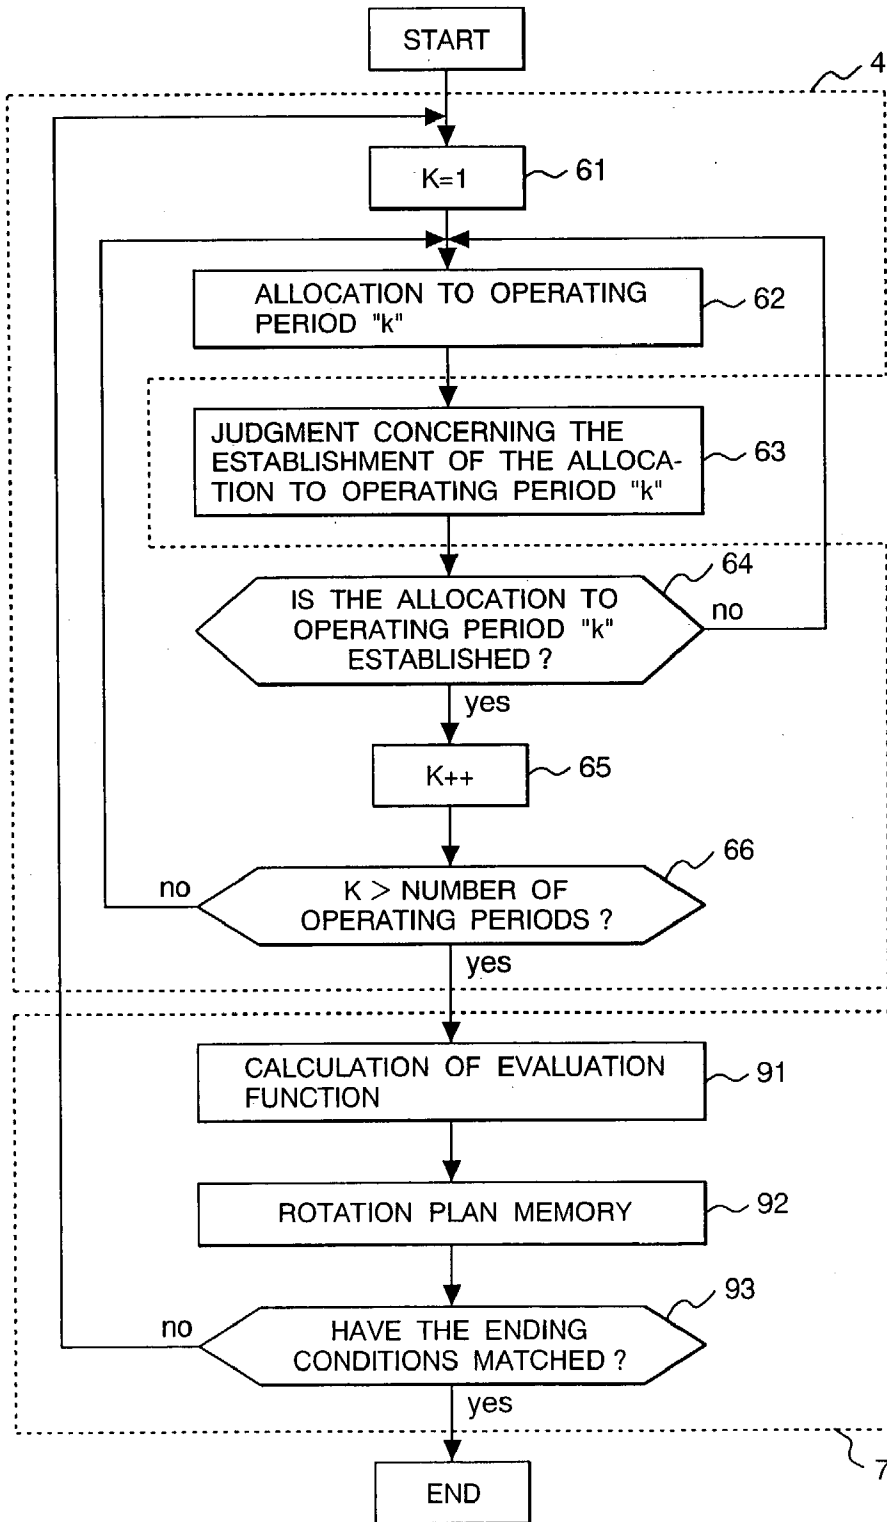 START
4
K=1
61
ALLOCATION TO OPERATING
PERIOD "k"
62
JUDGMENT CONCERNING THE
ESTABLISHMENT OF THE ALLOCA-
TION TO OPERATING PERIOD "k"
63
64
IS THE ALLOCATION TO
OPERATING PERIOD "k"
ESTABLISHED ?
no
yes
K++
65
66
no
K > NUMBER OF
OPERATING PERIODS ?
yes
CALCULATION OF EVALUATION
FUNCTION
91
ROTATION PLAN MEMORY
92
93
no
HAVE THE ENDING
CONDITIONS MATCHED ?
yes
7
END